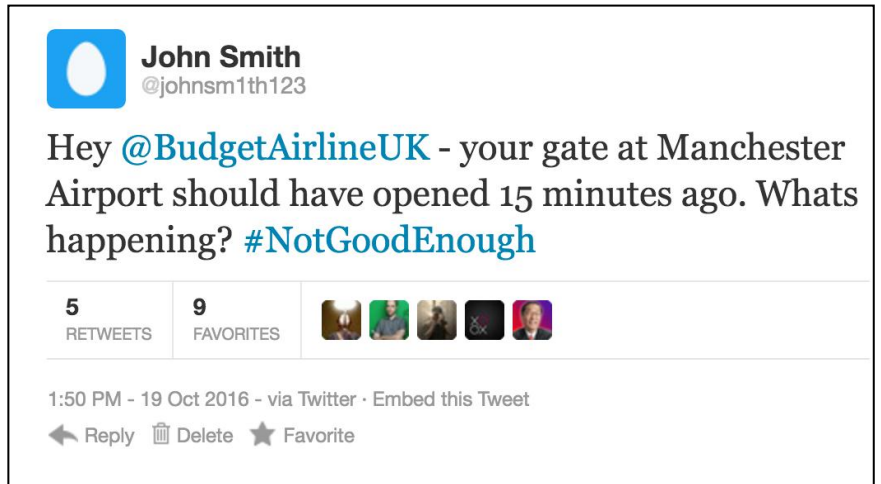 John Smith
@johnsm1th123
Hey @BudgetAirlineUK - your gate at Manchester
Airport should have opened 15 minutes ago. Whats
happening? #NotGoodEnough
5 9
RETWEETS FAVORITES
1:50 PM - 19 Oct 2016 - via Twitter · Embed this Tweet
Reply Delete Favorite